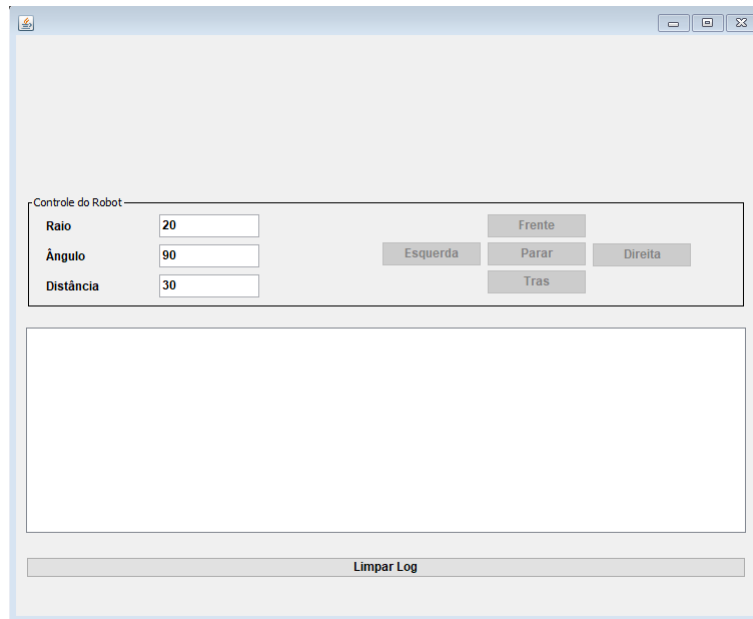 Controle do Robot
Raio 20 Frente
Ângulo 90 Esquerda Parar Direita
Distância 30 Tras
Limpar Log